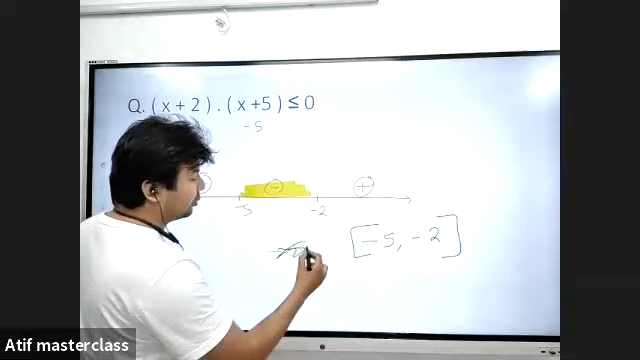 Q. (x+2).(x+5) ≤ 0
-5
- +
-5 -2
[-5, -2]
Atif masterclass